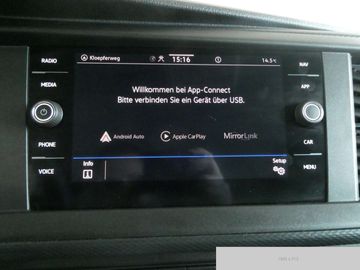 RADIO
MEDIA
PHONE
VOICE
Kloepferweg
15:16
14.5°C
Willkommen bei App-Connect
Bitte verbinden Sie ein Gerät über USB.
Android Auto
Apple CarPlay
MirrorLink
Info
Setup
NAV
APP
CAR
MENU